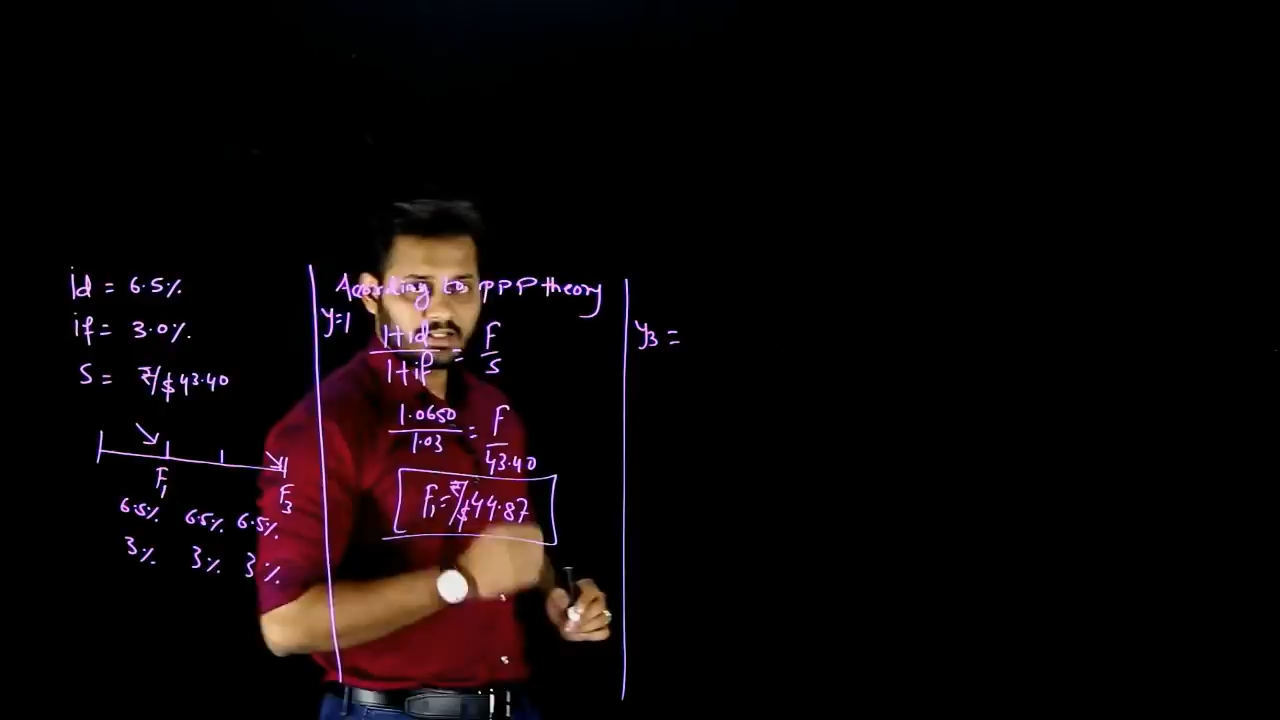 id = 6.5%
if = 3.0%
S = ₹/$ 43.40
F1
F3
6.5% 6.5% 6.5%
3% 3% 3%
Acording to PPP theory
y=1
1+id / 1+if = F / S
1.0650 / 1.03 = F / 43.40
F1 = ₹/$ 44.87
y3 =